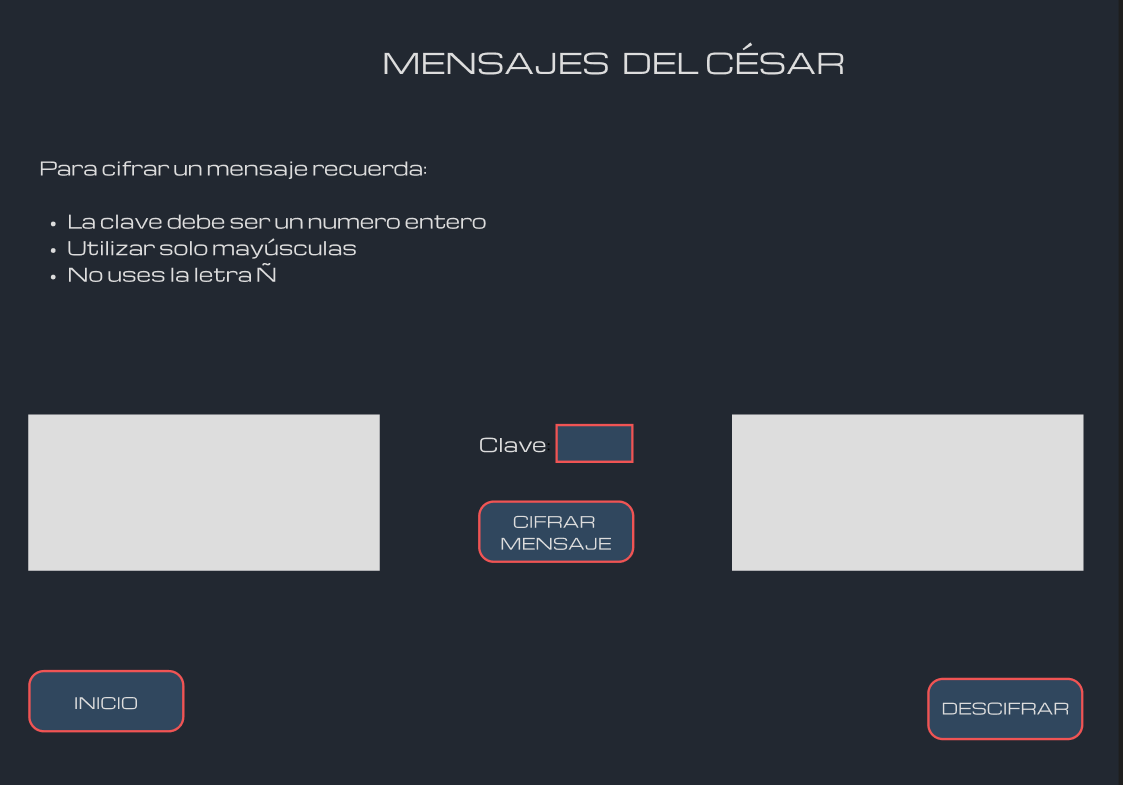 MENSAJES DEL CÉSAR
Para cifrar un mensaje recuerda:
• La clave debe ser un numero entero
• Utilizar solo mayúsculas
• No uses la letra Ñ
Clave:
CIFRAR
MENSAJE
INICIO
DESCIFRAR